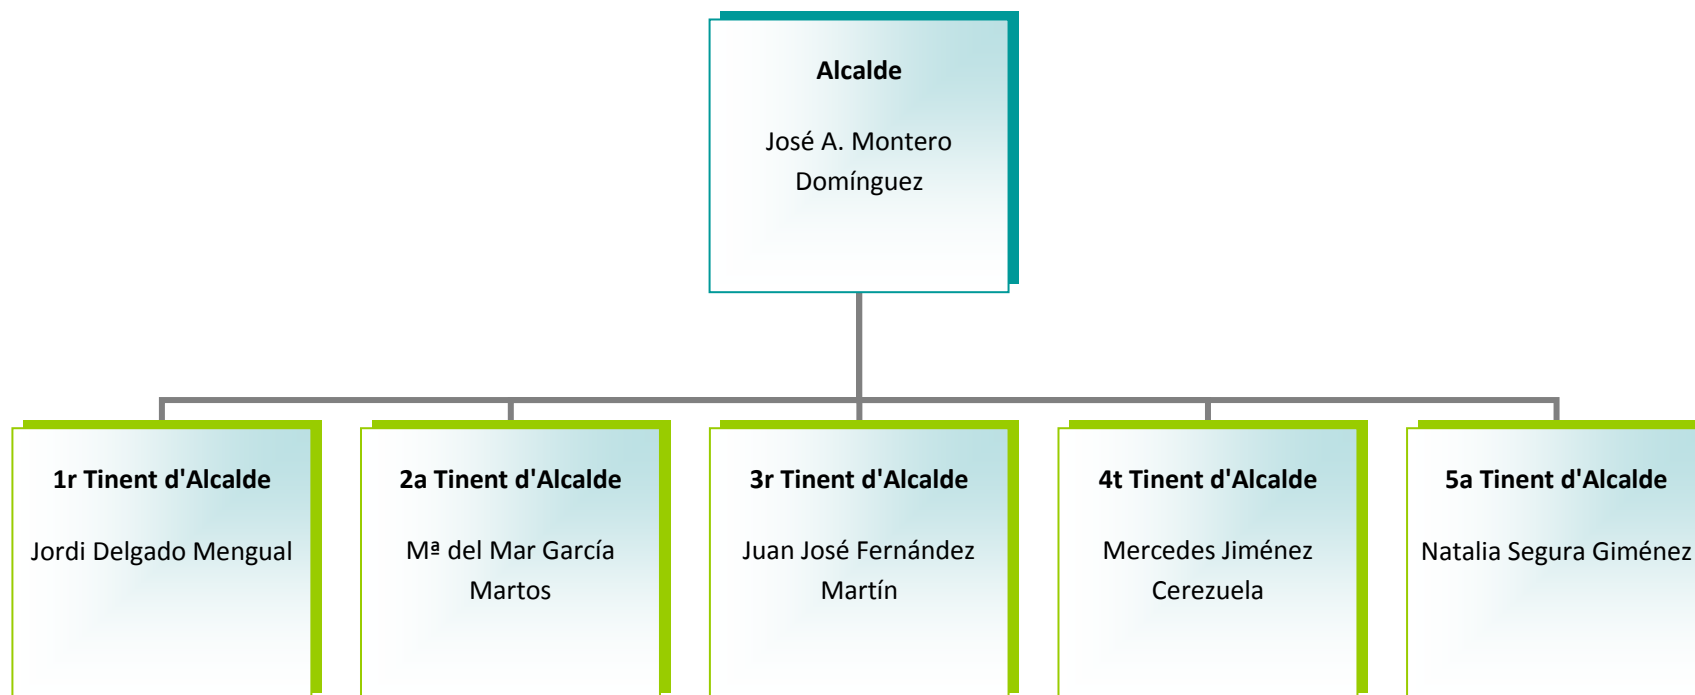 Alcalde
José A. Montero
Domínguez
1r Tinent d'Alcalde
Jordi Delgado Mengual
2a Tinent d'Alcalde
Mª del Mar García
Martos
3r Tinent d'Alcalde
Juan José Fernández
Martín
4t Tinent d'Alcalde
Mercedes Jiménez
Cerezuela
5a Tinent d'Alcalde
Natalia Segura Giménez